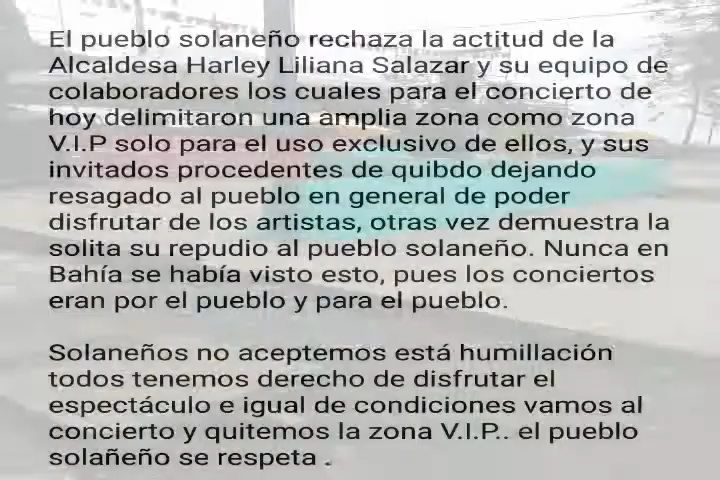 El pueblo solaneño rechaza la actitud de la
Alcaldesa Harley Liliana Salazar y su equipo de
colaboradores los cuales para el concierto de
hoy delimitaron una amplia zona como zona
V.I.P solo para el uso exclusivo de ellos, y sus
invitados procedentes de quibdo dejando
resagado al pueblo en general de poder
disfrutar de los artistas, otras vez demuestra la
solita su repudio al pueblo solaneño. Nunca en
Bahía se había visto esto, pues los conciertos
eran por el pueblo y para el pueblo.
Solaneños no aceptemos está humillación
todos tenemos derecho de disfrutar el
espectáculo e igual de condiciones vamos al
concierto y quitemos la zona V.I.P.. el pueblo
solañeño se respeta .